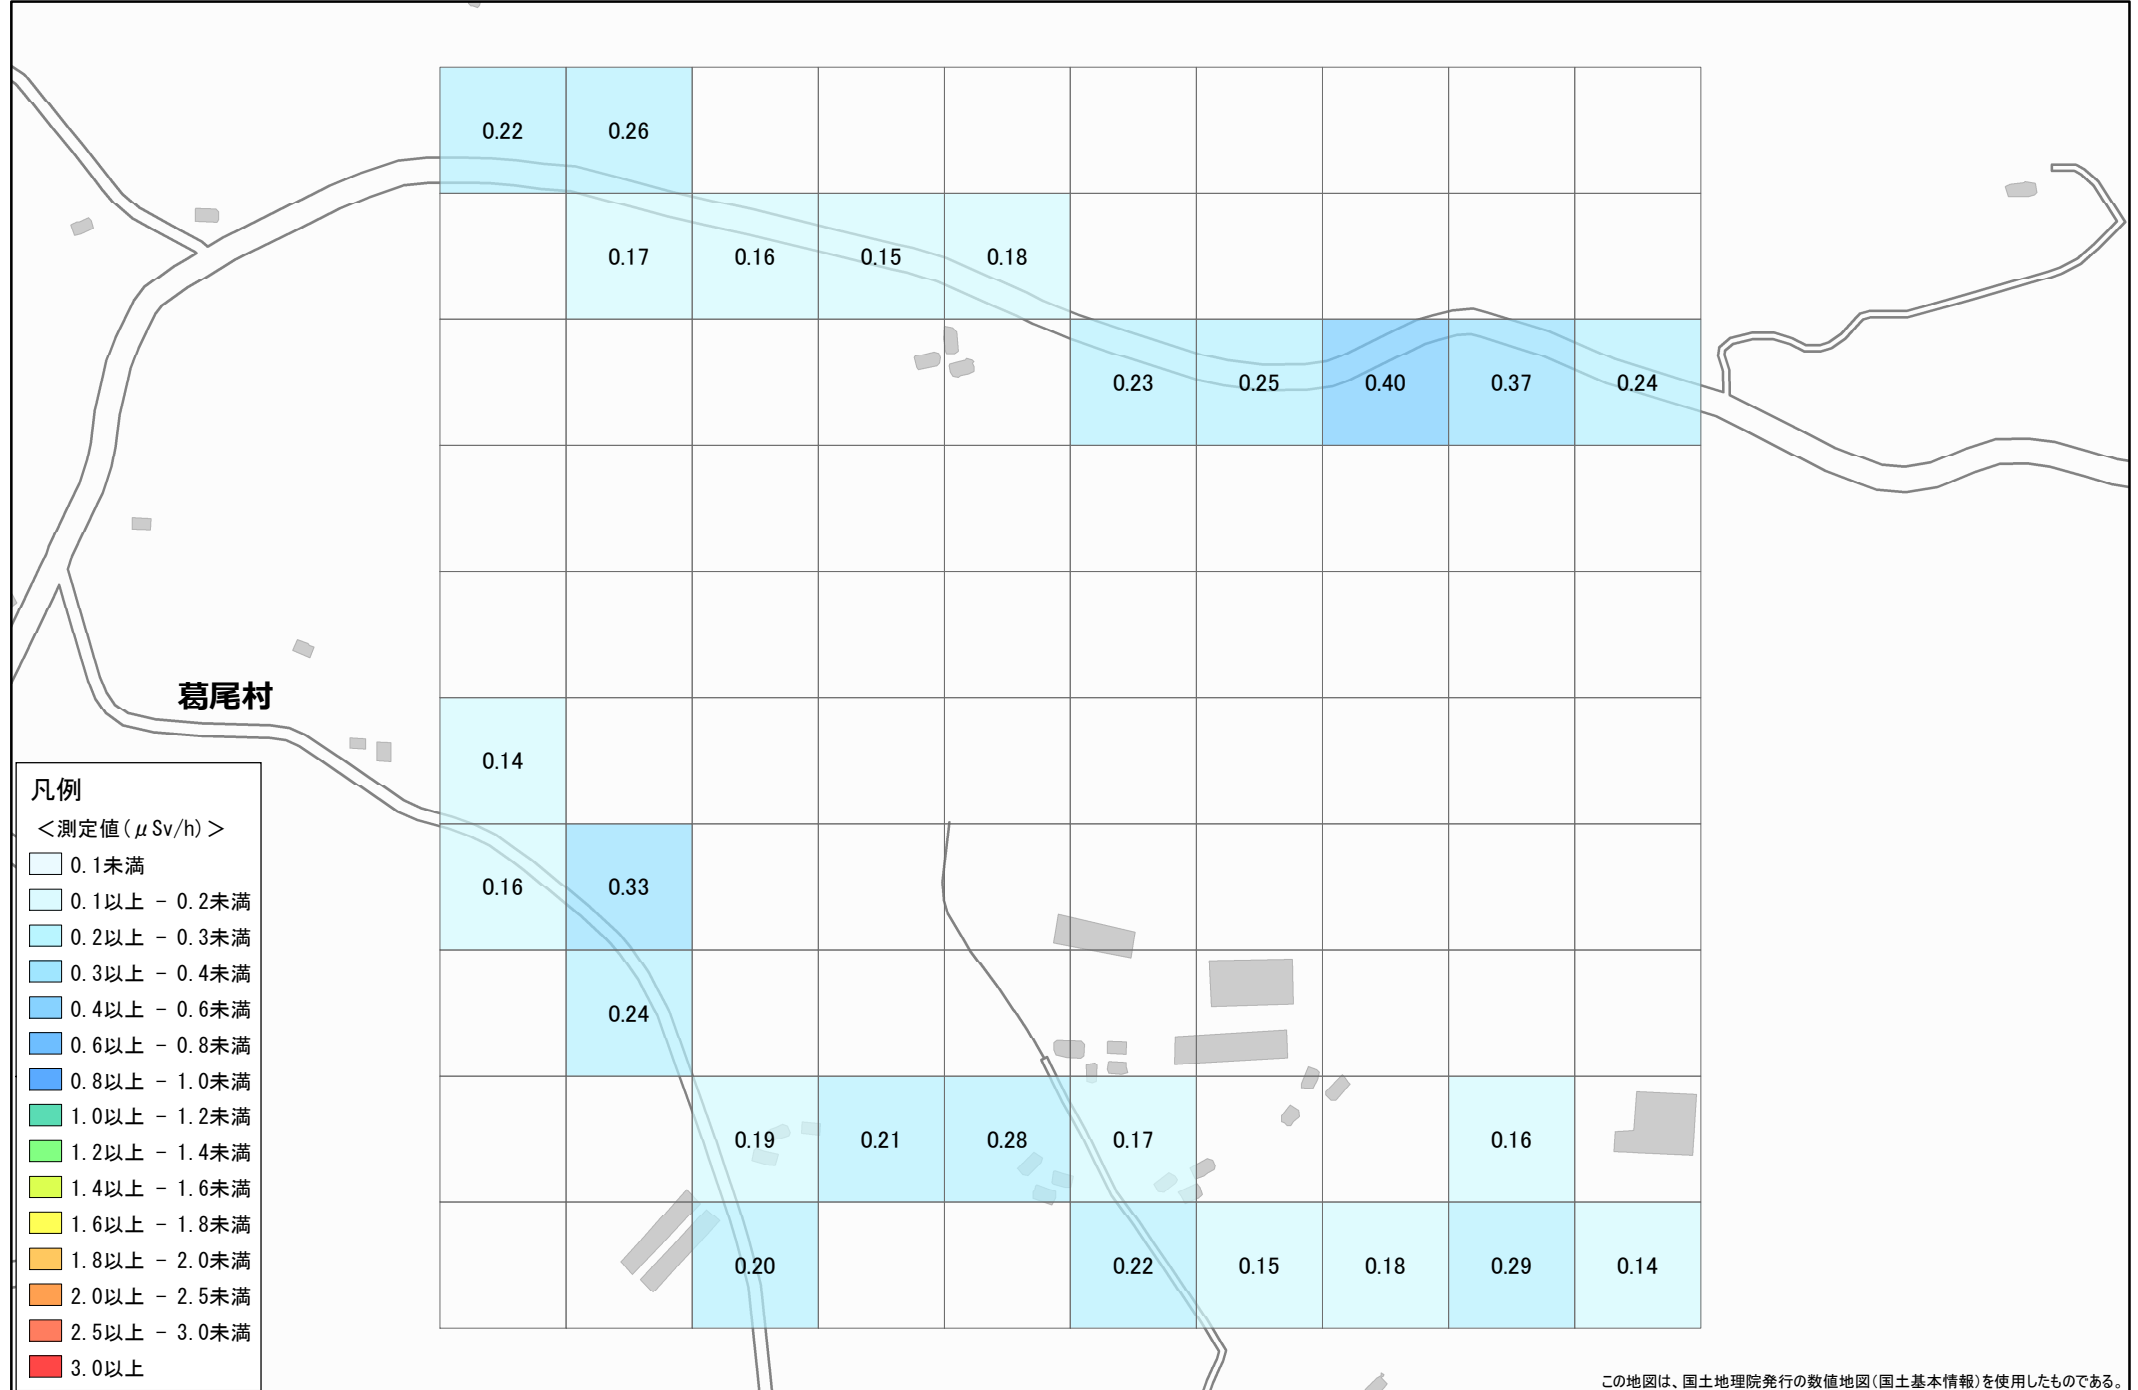 0.22 0.26
0.17 0.16 0.15 0.18
0.23 0.25 0.40 0.37 0.24
葛尾村
0.14
0.16 0.33
0.24
0.19 0.21 0.28 0.17 0.16
0.20 0.22 0.15 0.18 0.29 0.14
凡例
＜測定値(μSv/h)＞
0.1未満
0.1以上 - 0.2未満
0.2以上 - 0.3未満
0.3以上 - 0.4未満
0.4以上 - 0.6未満
0.6以上 - 0.8未満
0.8以上 - 1.0未満
1.0以上 - 1.2未満
1.2以上 - 1.4未満
1.4以上 - 1.6未満
1.6以上 - 1.8未満
1.8以上 - 2.0未満
2.0以上 - 2.5未満
2.5以上 - 3.0未満
3.0以上
この地図は、国土地理院発行の数値地図(国土基本情報)を使用したものである。